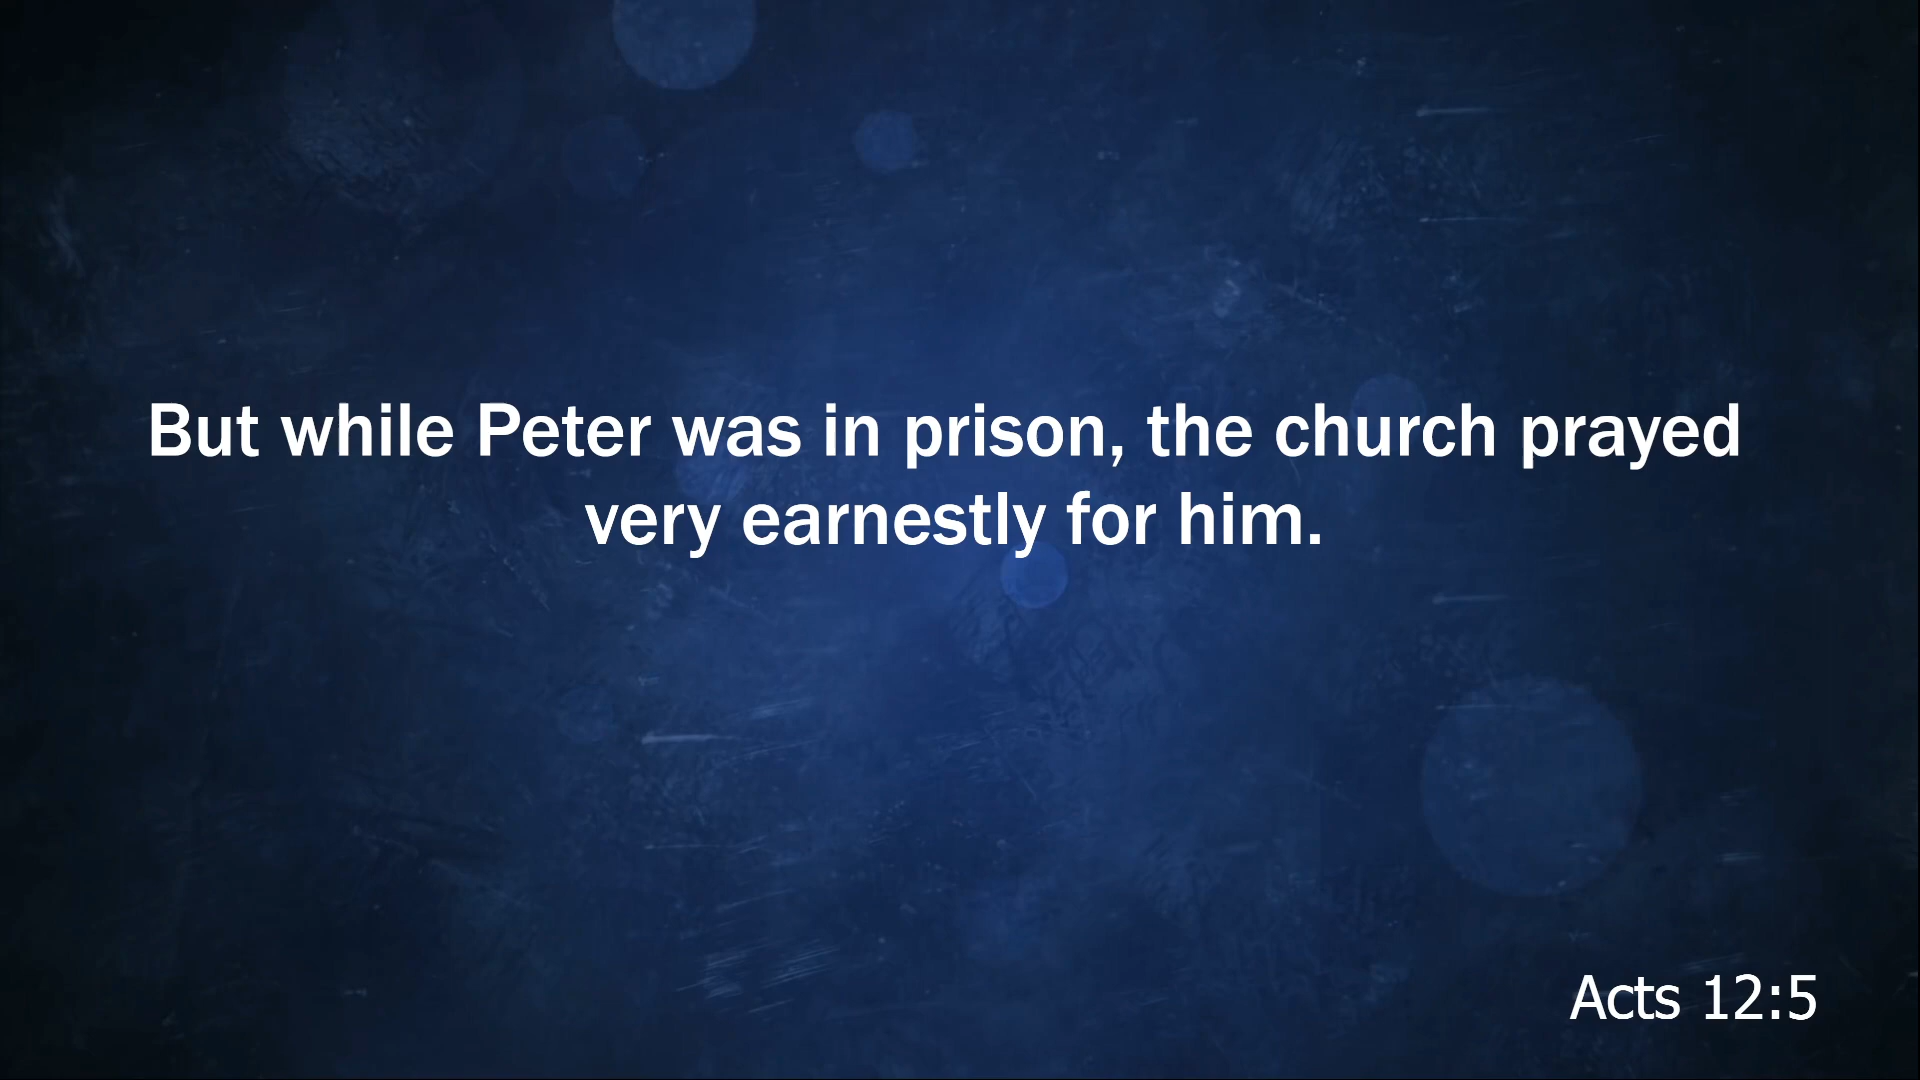 But while Peter was in prison, the church prayed
very earnestly for him.
Acts 12:5